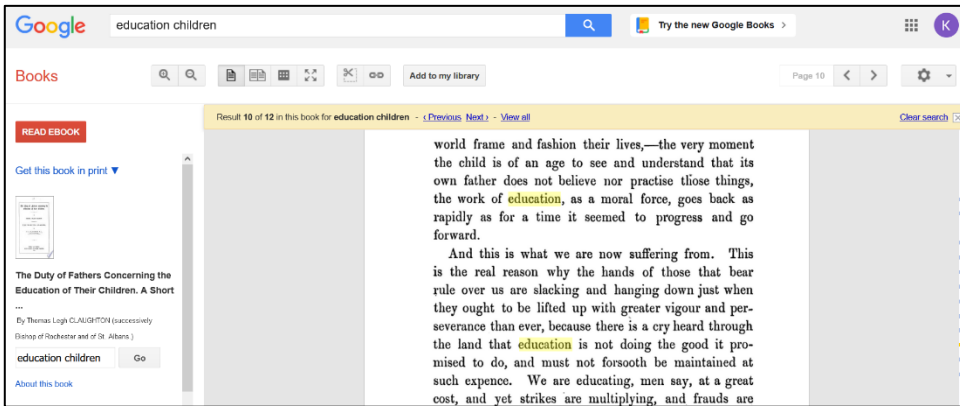 Google
education children
Try the new Google Books >
K
Books
Add to my library
Page 10
Result 10 of 12 in this book for education children - ‹ Previous Next › - View all
Clear search
READ EBOOK
Get this book in print ▼
The Duty of Fathers Concerning the
Education of Their Children. A Short
...
By Thomas Legh CLAUGHTON (successively
Bishop of Rochester and of St. Albans.)
education children
Go
About this book
world frame and fashion their lives,—the very moment
the child is of an age to see and understand that its
own father does not believe nor practise those things,
the work of education, as a moral force, goes back as
rapidly as for a time it seemed to progress and go
forward.
And this is what we are now suffering from. This
is the real reason why the hands of those that bear
rule over us are slacking and hanging down just when
they ought to be lifted up with greater vigour and per-
severance than ever, because there is a cry heard through
the land that education is not doing the good it pro-
mised to do, and must not forsooth be maintained at
such expence. We are educating, men say, at a great
cost, and yet strikes are multiplying, and frauds are